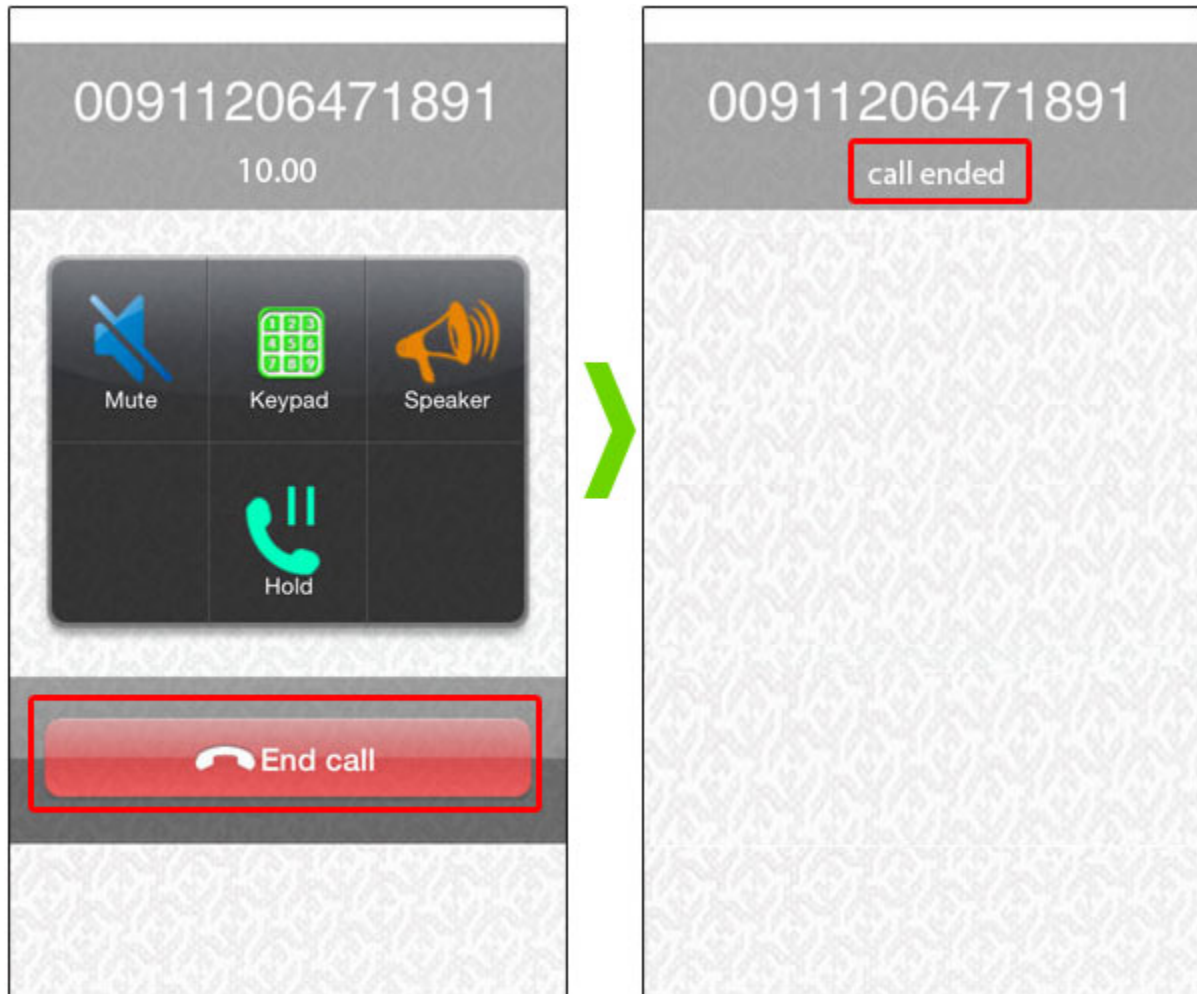 00911206471891
10.00
Mute
Keypad
Speaker
Hold
End call
00911206471891
call ended